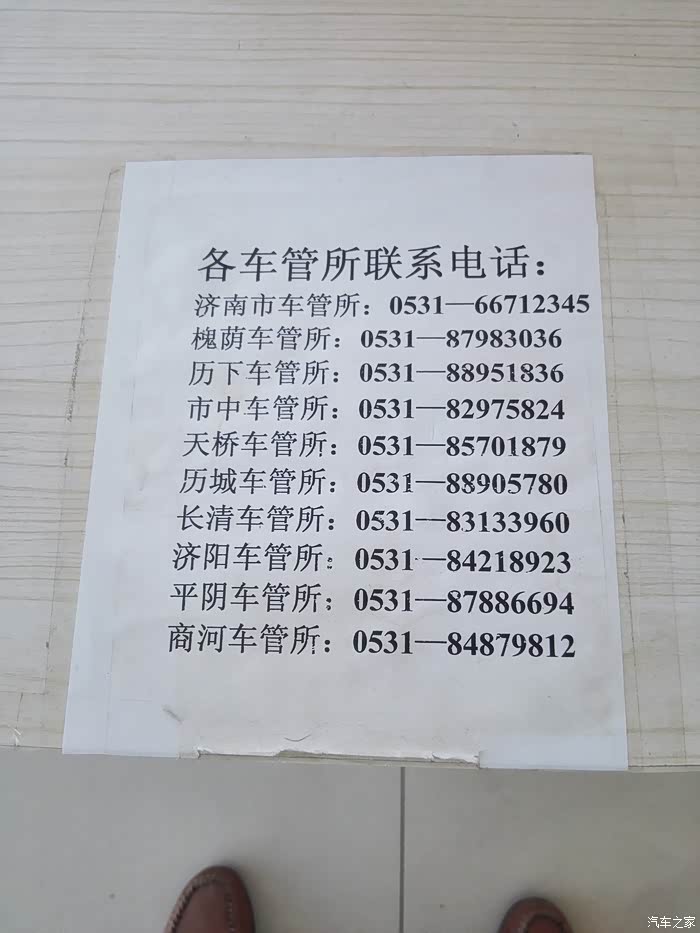 各车管所联系电话：
济南市车管所：0531—66712345
槐荫车管所：0531—87983036
历下车管所：0531—88951836
市中车管所：0531—82975824
天桥车管所：0531—85701879
历城车管所：0531—88905780
长清车管所：0531—83133960
济阳车管所：0531—84218923
平阴车管所：0531—87886694
商河车管所：0531—84879812
汽车之家